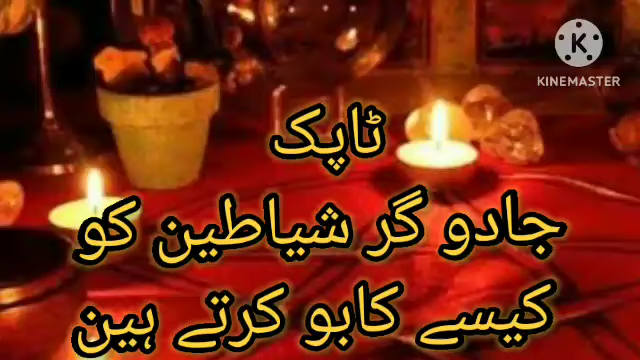 KINEMASTER
ٹاپک
جادو گر شیاطین کو
کیسے کابو کرتے ہین